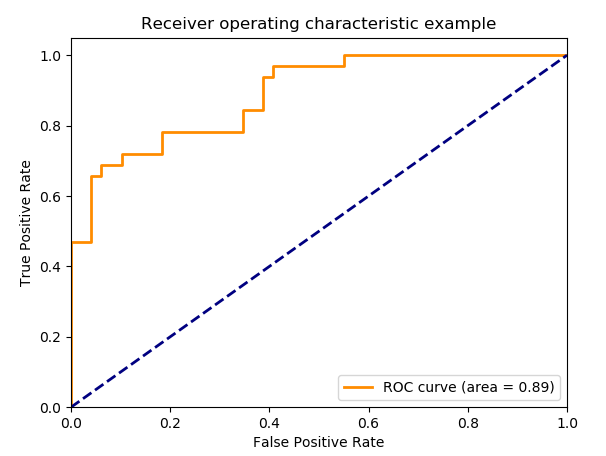 Receiver operating characteristic example
True Positive Rate
1.0
0.8
0.6
0.4
0.2
0.0
ROC curve (area = 0.89)
0.0 0.2 0.4 0.6 0.8 1.0
False Positive Rate